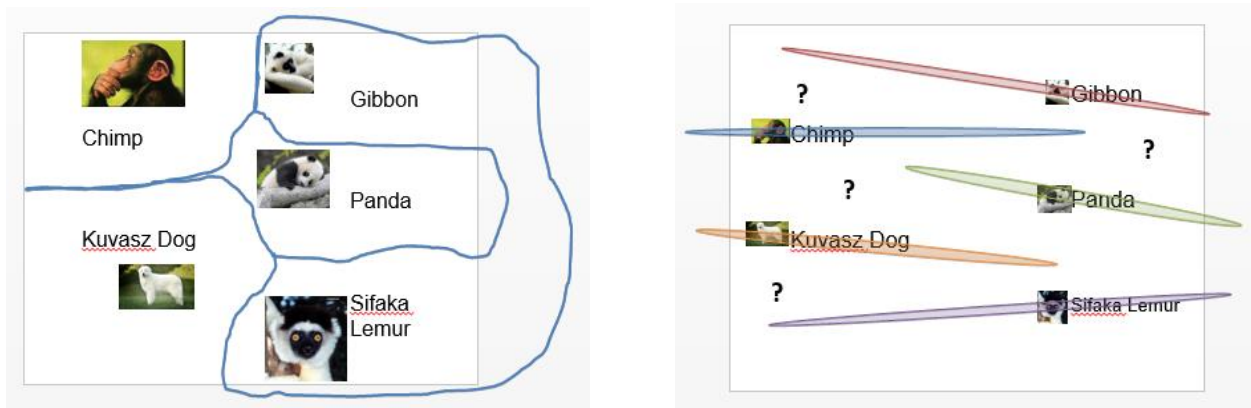 Gibbon
Chimp
Panda
Kuvasz Dog
Sifaka
Lemur
Gibbon
?
Chimp
?
?
Panda
Kuvasz Dog
?
Sifaka Lemur